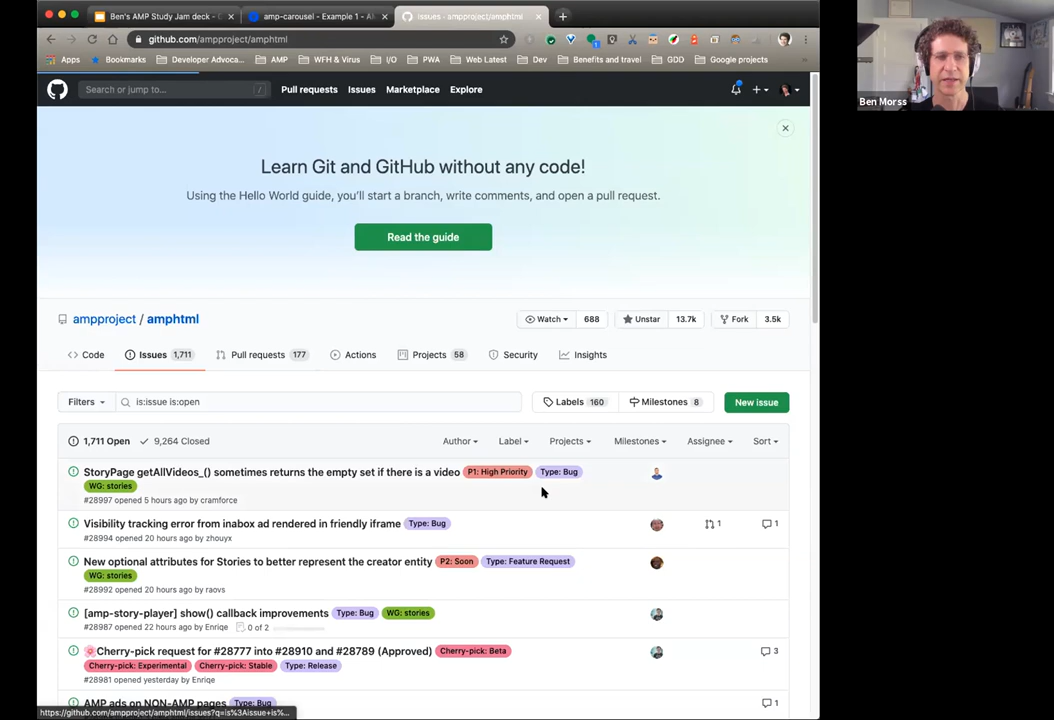 Ben's AMP Study Jam deck - G
amp-carousel - Example 1 - AM
Issues · ampproject/amphtml
github.com/ampproject/amphtml
Apps
Bookmarks
Developer Advoca...
AMP
WFH & Virus
I/O
PWA
Web Latest
Dev
Benefits and travel
GDD
Google projects
Ben Morss
Search or jump to...
/
Pull requests
Issues
Marketplace
Explore
Learn Git and GitHub without any code!
Using the Hello World guide, you'll start a branch, write comments, and open a pull request.
Read the guide
ampproject / amphtml
Watch 688
Unstar 13.7k
Fork 3.5k
Code
Issues 1,711
Pull requests 177
Actions
Projects 58
Security
Insights
Filters
is:issue is:open
Labels 160
Milestones 8
New issue
1,711 Open
9,264 Closed
Author
Label
Projects
Milestones
Assignee
Sort
StoryPage getAllVideos_() sometimes returns the empty set if there is a video P1: High Priority Type: Bug
WG: stories
#28997 opened 5 hours ago by cramforce
Visibility tracking error from inabox ad rendered in friendly iframe Type: Bug
1
1
#28994 opened 20 hours ago by zhouyx
New optional attributes for Stories to better represent the creator entity P2: Soon Type: Feature Request
WG: stories
#28992 opened 20 hours ago by raovs
[amp-story-player] show() callback improvements Type: Bug WG: stories
#28987 opened 22 hours ago by Enriqe 0 of 2
Cherry-pick request for #28777 into #28910 and #28789 (Approved) Cherry-pick: Beta
3
Cherry-pick: Experimental Cherry-pick: Stable Type: Release
#28981 opened yesterday by Enriqe
AMP ads on NON-AMP pages Type: Bug
1
https://github.com/ampproject/amphtml/issues?q=is%3Aissue+is%...